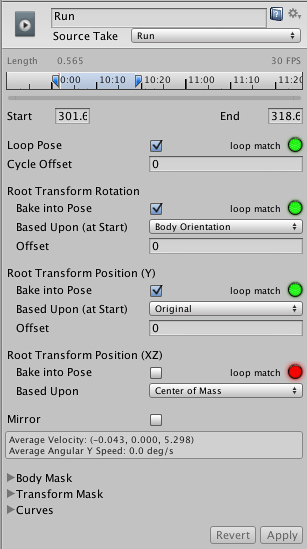 Run
Source Take Run
Length 0.565 30 FPS
0:00 10:10 10:20 11:00 11:10 11:20
Start 301.6 End 318.6
Loop Pose loop match
Cycle Offset 0
Root Transform Rotation
Bake into Pose loop match
Based Upon (at Start) Body Orientation
Offset 0
Root Transform Position (Y)
Bake into Pose loop match
Based Upon (at Start) Original
Offset 0
Root Transform Position (XZ)
Bake into Pose loop match
Based Upon Center of Mass
Mirror
Average Velocity: (-0.043, 0.000, 5.298)
Average Angular Y Speed: 0.0 deg/s
Body Mask
Transform Mask
Curves
Revert Apply